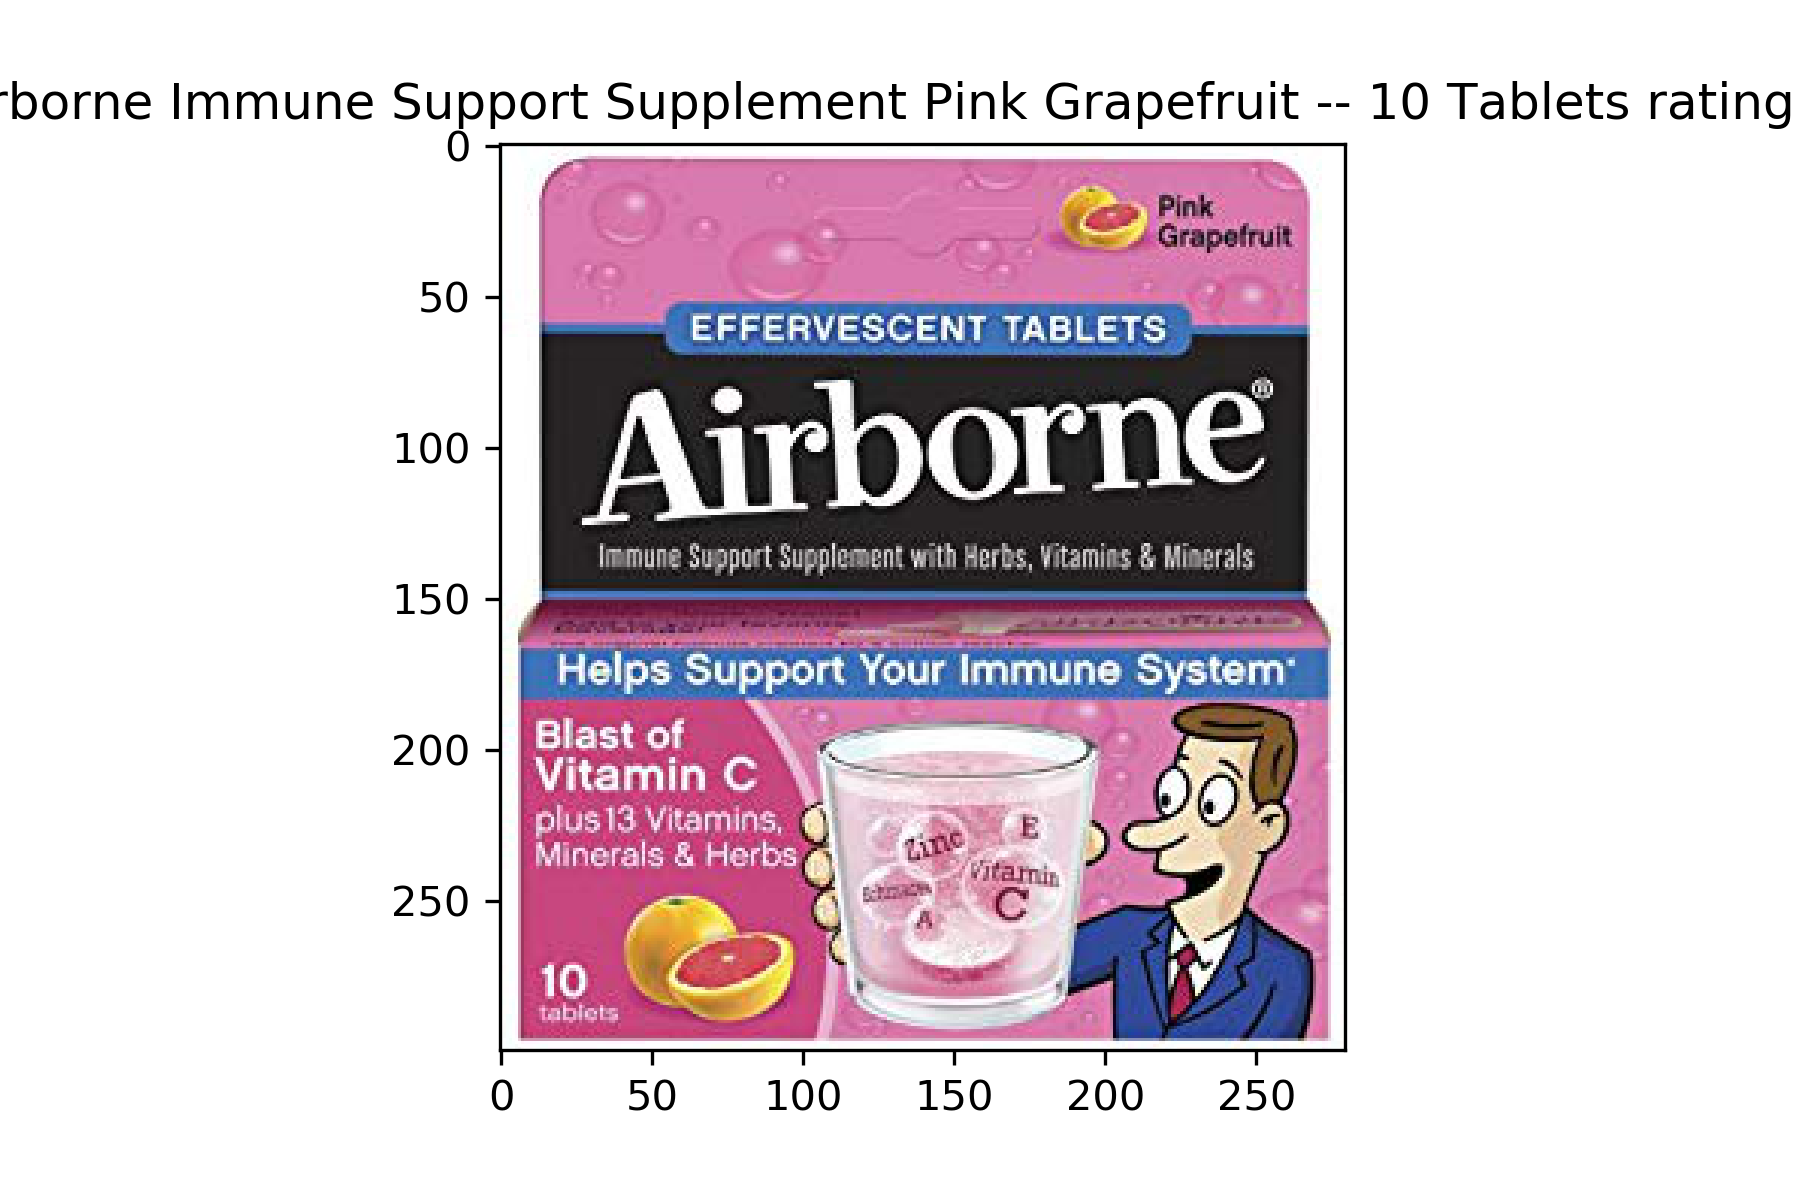 rborne Immune Support Supplement Pink Grapefruit -- 10 Tablets rating
0
50
100
150
200
250
Pink
Grapefruit
EFFERVESCENT TABLETS
Airborne®
Immune Support Supplement with Herbs, Vitamins & Minerals
Helps Support Your Immune System*
Blast of
Vitamin C
plus 13 Vitamins,
Minerals & Herbs
Zinc
E
Vitamin
C
A
10
tablets
0 50 100 150 200 250